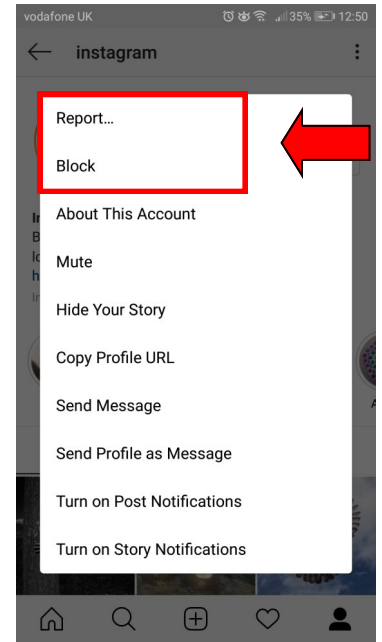 vodafone UK 35% 12:50
instagram
Report...
Block
About This Account
Mute
Hide Your Story
Copy Profile URL
Send Message
Send Profile as Message
Turn on Post Notifications
Turn on Story Notifications